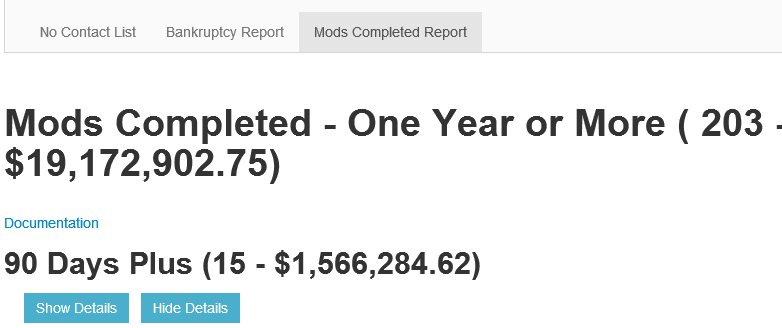 No Contact List Bankruptcy Report Mods Completed Report
Mods Completed - One Year or More ( 203 -
$19,172,902.75)
Documentation
90 Days Plus (15 - $1,566,284.62)
Show Details Hide Details